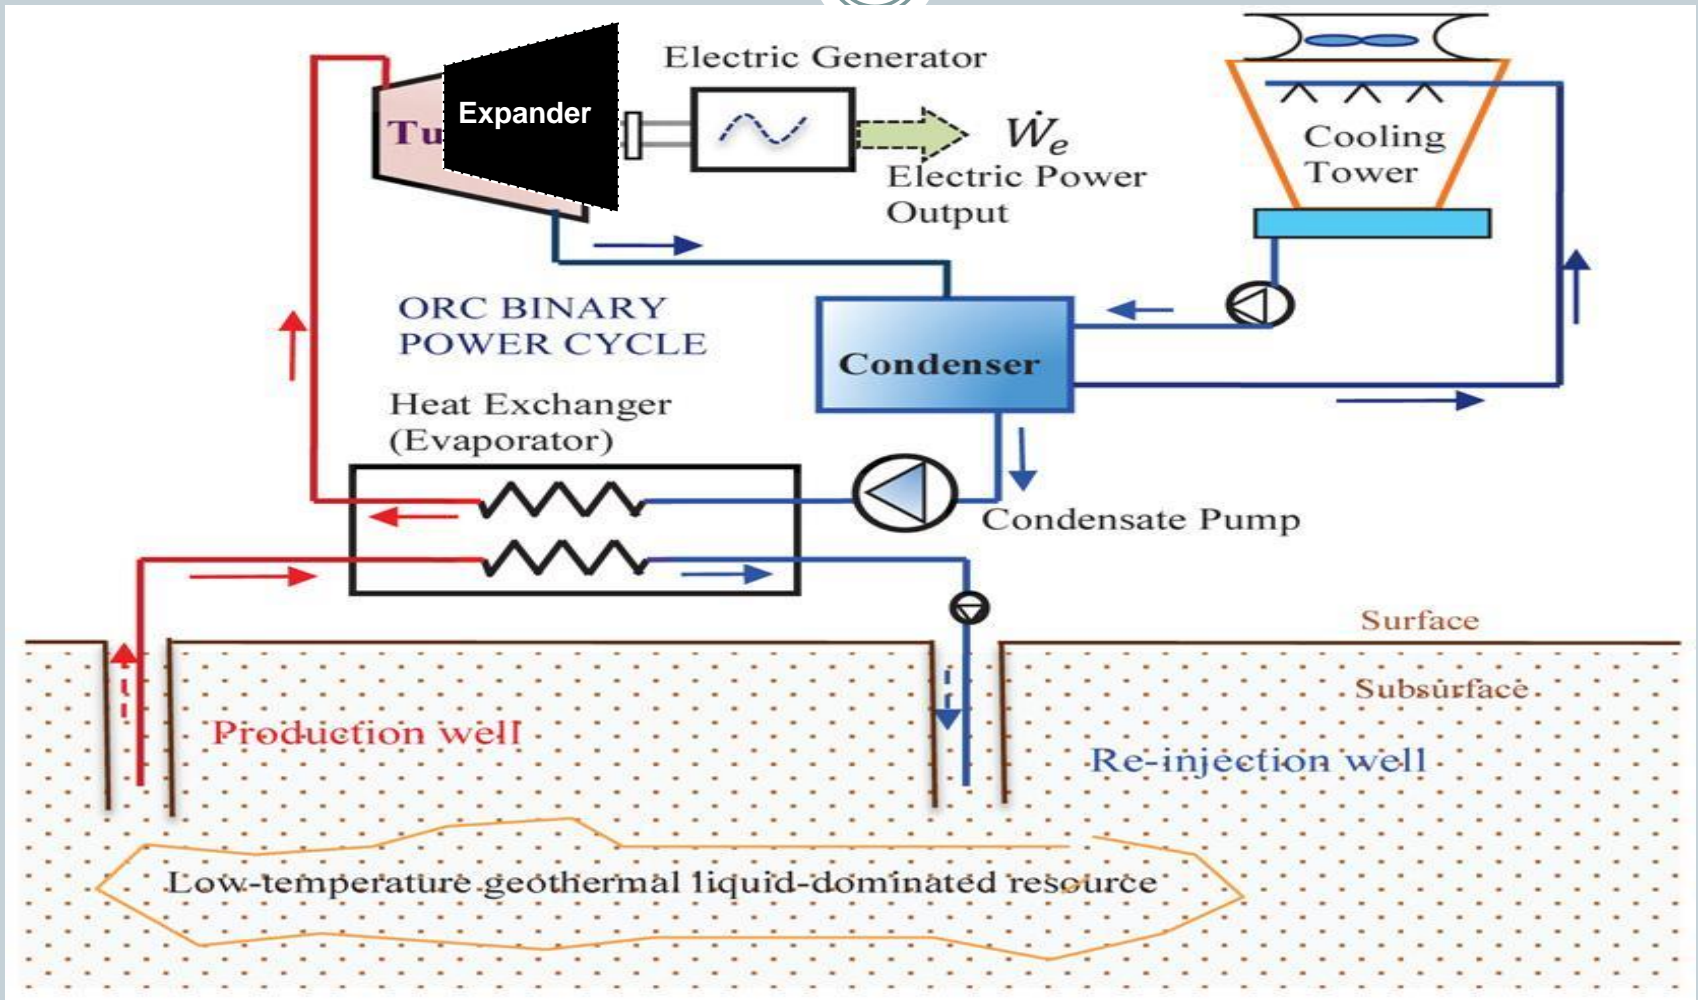 Electric Generator
Expander
Tu
Ẇe
Electric Power
Output
Cooling
Tower
ORC BINARY
POWER CYCLE
Condenser
Heat Exchanger
(Evaporator)
Condensate Pump
Surface
Subsurface
Production well
Re-injection well
Low-temperature geothermal liquid-dominated resource